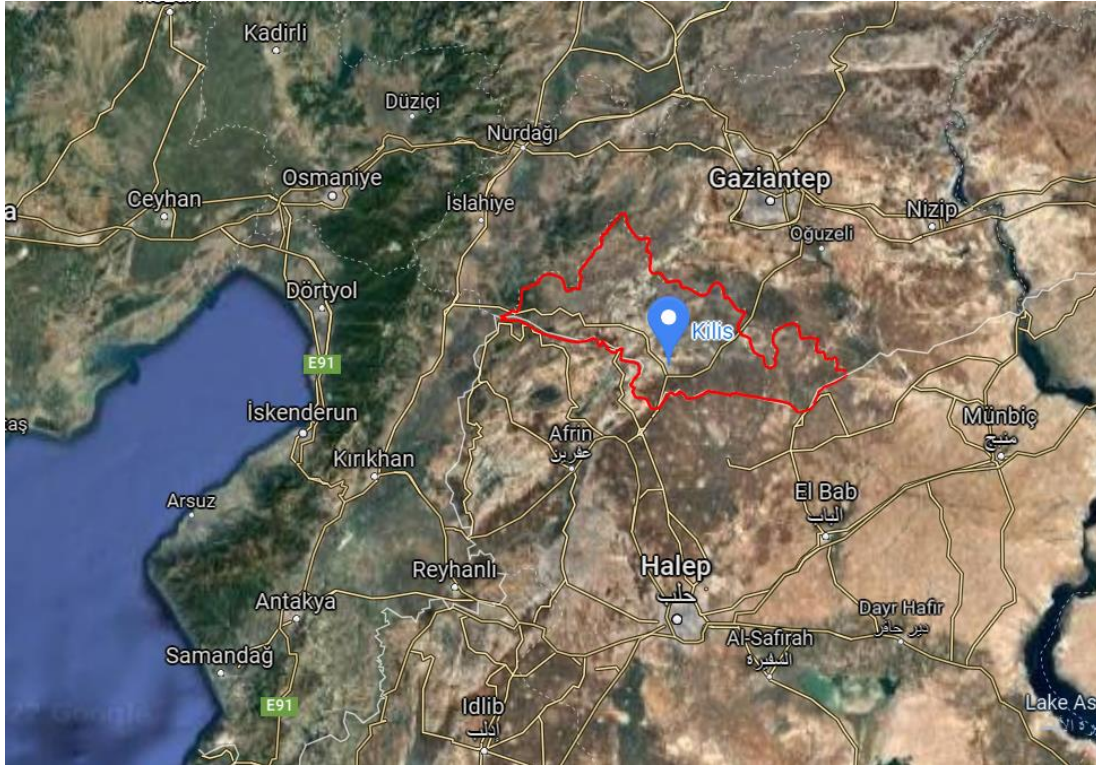 Kadirli
Düziçi
Nurdağı
Osmaniye
Gaziantep
Ceyhan
İslahiye
Nizip
a
Oğuzeli
Dörtyol
Kilis
E91
İskenderun
Münbiç
منبج
taş
Afrin
عفرين
Kırıkhan
El Bab
الباب
Arsuz
Halep
حلب
Reyhanlı
Antakya
Dayr Hafir
دير حافر
Al-Safirah
السفيرة
Samandağ
E91
Idlib
إدلب
Lake As